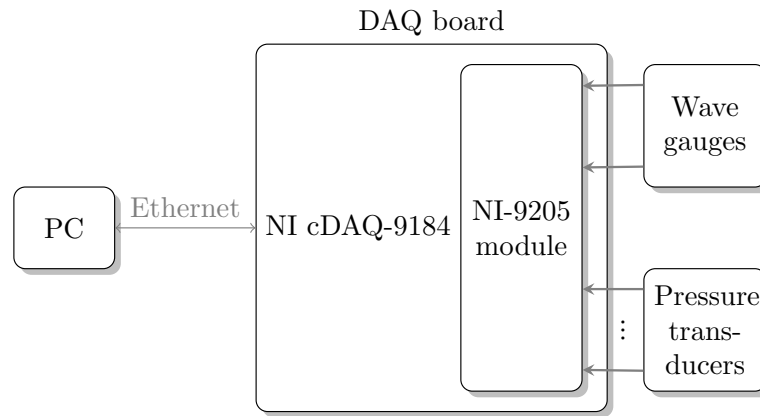 DAQ board
Wave
gauges
Ethernet
PC
NI cDAQ-9184
NI-9205
module
Pressure
trans-
ducers